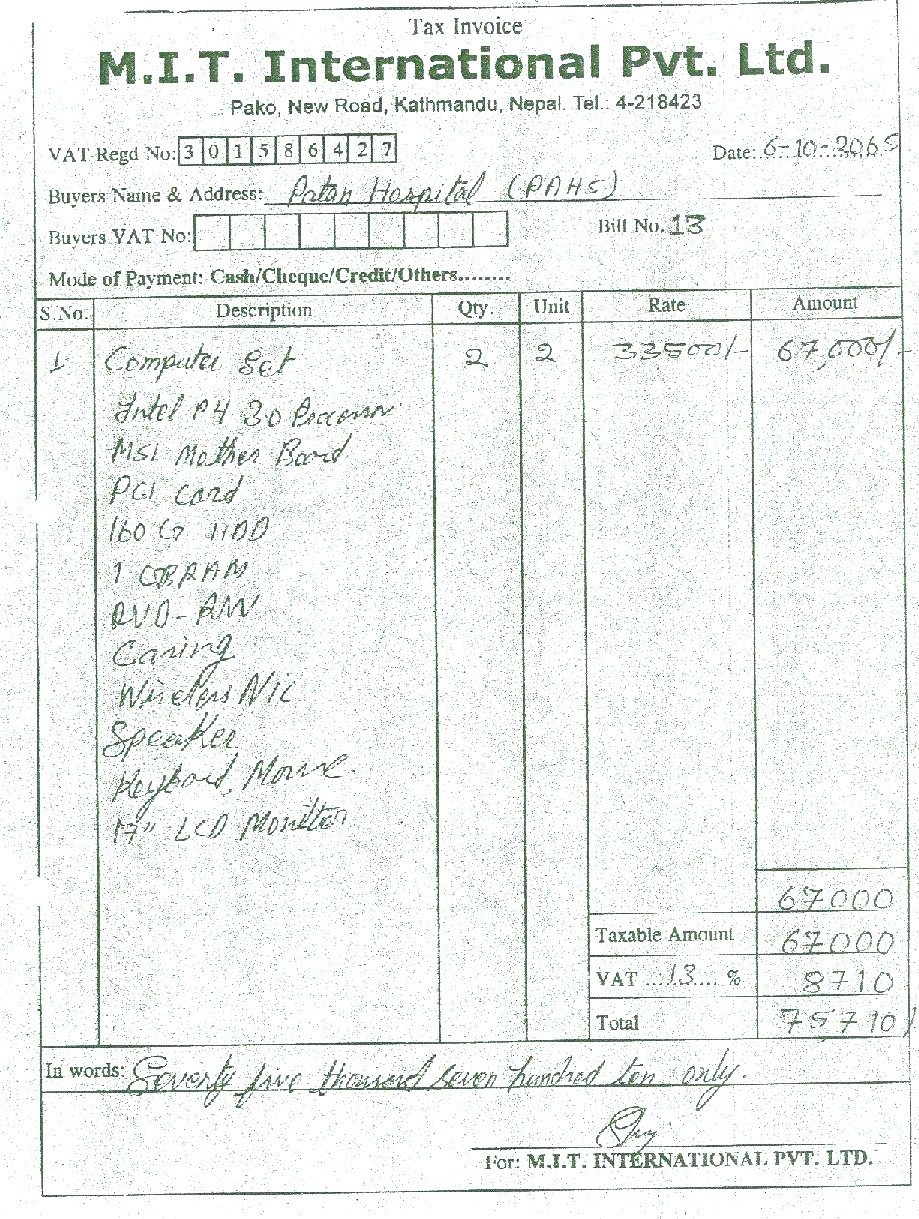 Tax Invoice
M.I.T. International Pvt. Ltd.
Pako, New Road, Kathmandu, Nepal. Tel.: 4-218423
VAT Regd No: 3 0 1 5 8 6 4 2 7 Date: 6-10-2065
Buyers Name & Address: Patan Hospital (PAHS)
Buyers VAT No: Bill No. 13
Mode of Payment: Cash/Cheque/Credit/Others........
S.No. Description Qty. Unit Rate Amount
1 Computer Set 2 2 33500/- 67,000/-
Intel P4 3.0 Processor
MSI Mother Board
PCI Card
160 G HDD
1 GB RAM
DVD-RW
Casing
Wireless NIC
Speaker
Keyboard, Mouse
17" LCD Monitor
67000
Taxable Amount 67000
VAT ...13.... % 8710
Total 75710/
In words: Seventy five thousand seven hundred ten only.
For: M.I.T. INTERNATIONAL PVT. LTD.